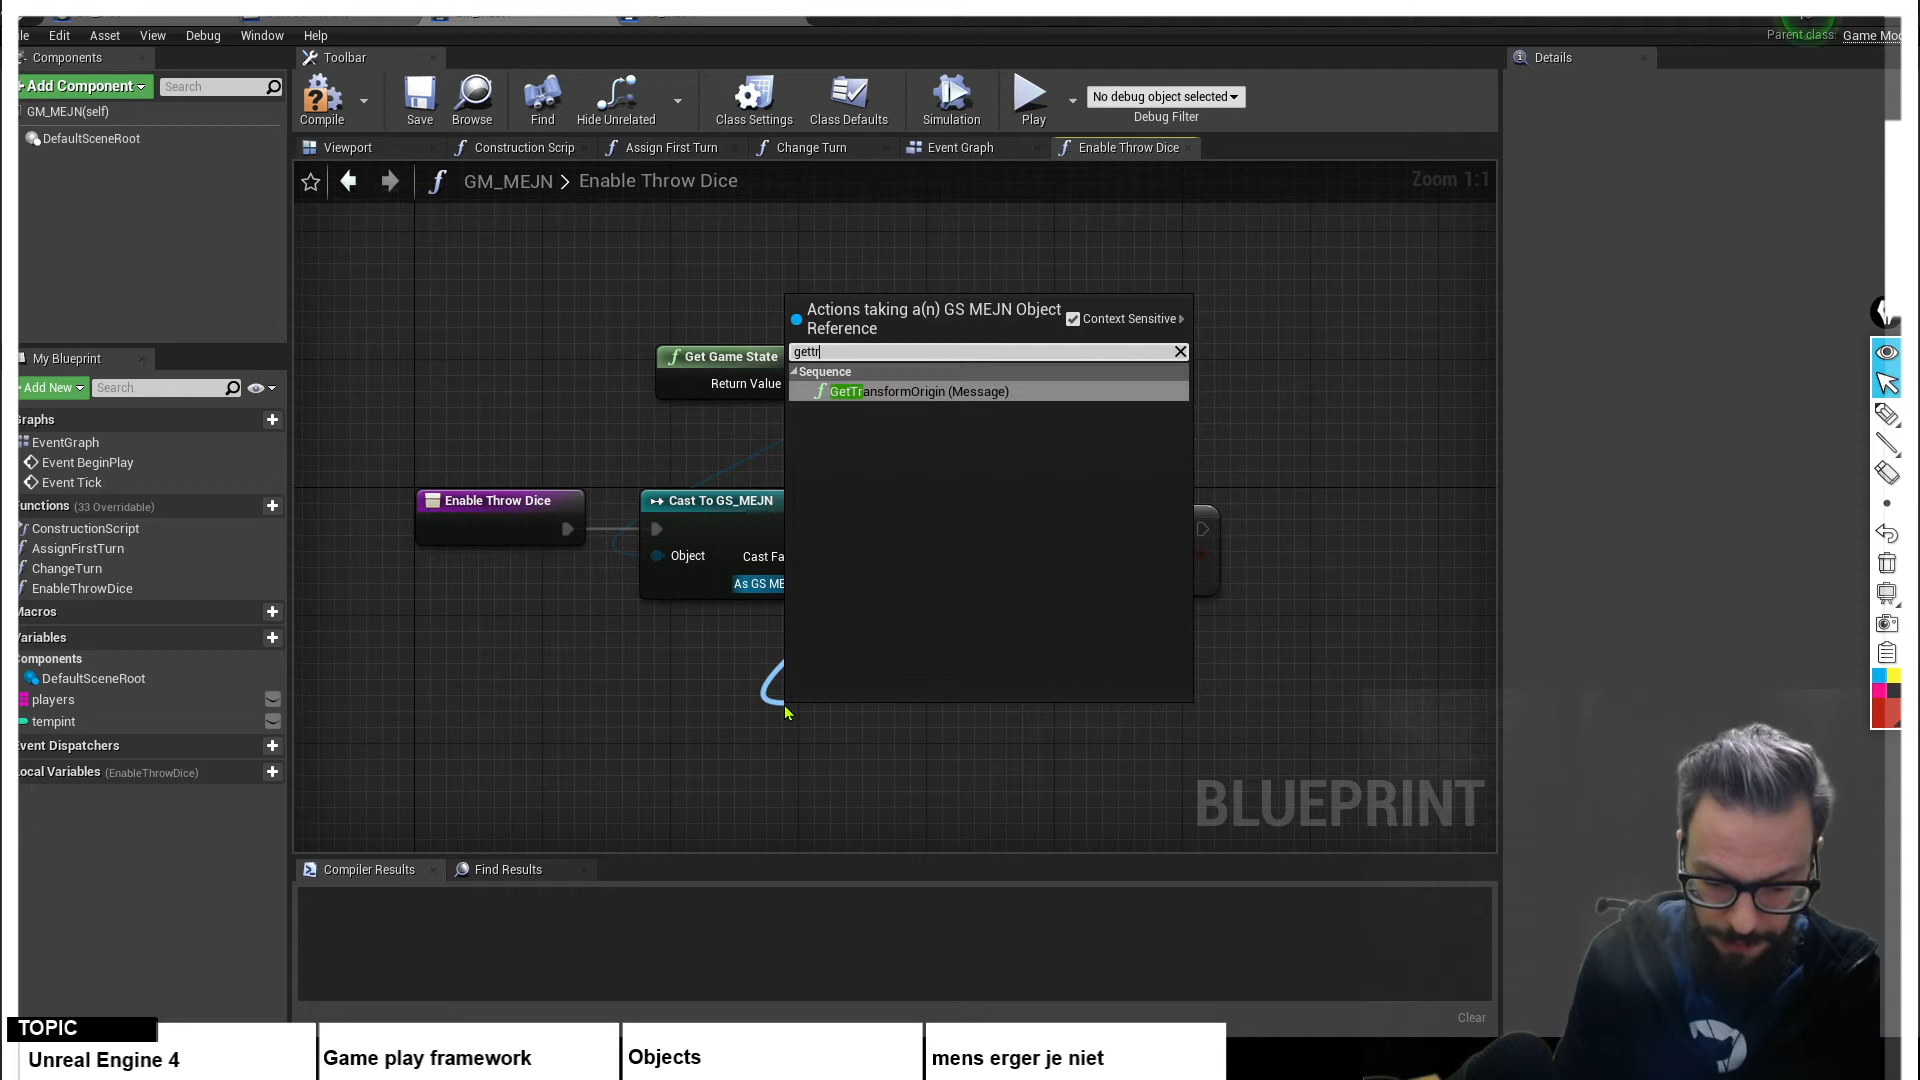 ile Edit Asset View Debug Window Help
Parent class: Game Mod
Components
Toolbar
Details
Add Component
Search
Compile
Save
Browse
Find
Hide Unrelated
Class Settings
Class Defaults
Simulation
Play
No debug object selected
Debug Filter
GM_MEJN(self)
DefaultSceneRoot
Viewport
Construction Scrip
Assign First Turn
Change Turn
Event Graph
Enable Throw Dice
GM_MEJN > Enable Throw Dice
Zoom 1:1
Actions taking a(n) GS MEJN Object
Reference
Context Sensitive
gettr
Sequence
GetTransformOrigin (Message)
Get Game State
Return Value
Enable Throw Dice
Cast To GS_MEJN
Object
Cast Fa
As GS ME
BLUEPRINT
My Blueprint
Add New
Search
Graphs
EventGraph
Event BeginPlay
Event Tick
Functions (33 Overridable)
ConstructionScript
AssignFirstTurn
ChangeTurn
EnableThrowDice
Macros
Variables
Components
DefaultSceneRoot
players
tempint
Event Dispatchers
ocal Variables (EnableThrowDice)
Compiler Results
Find Results
Clear
TOPIC
Unreal Engine 4
Game play framework
Objects
mens erger je niet